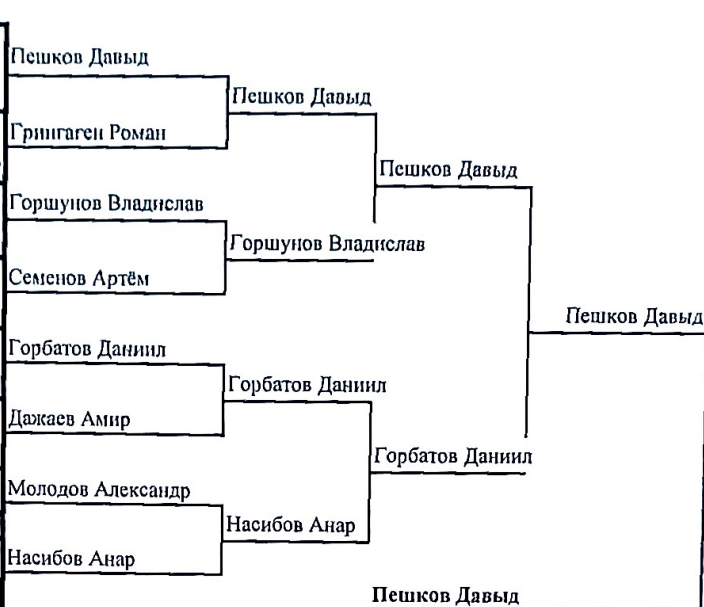 Пешков Давыд
Пешков Давыд
Грингаген Роман
Пешков Давыд
Горшунов Владислав
Горшунов Владислав
Семенов Артём
Пешков Давыд
Горбатов Даниил
Горбатов Даниил
Дажаев Амир
Горбатов Даниил
Молодов Александр
Насибов Анар
Насибов Анар
Пешков Давыд